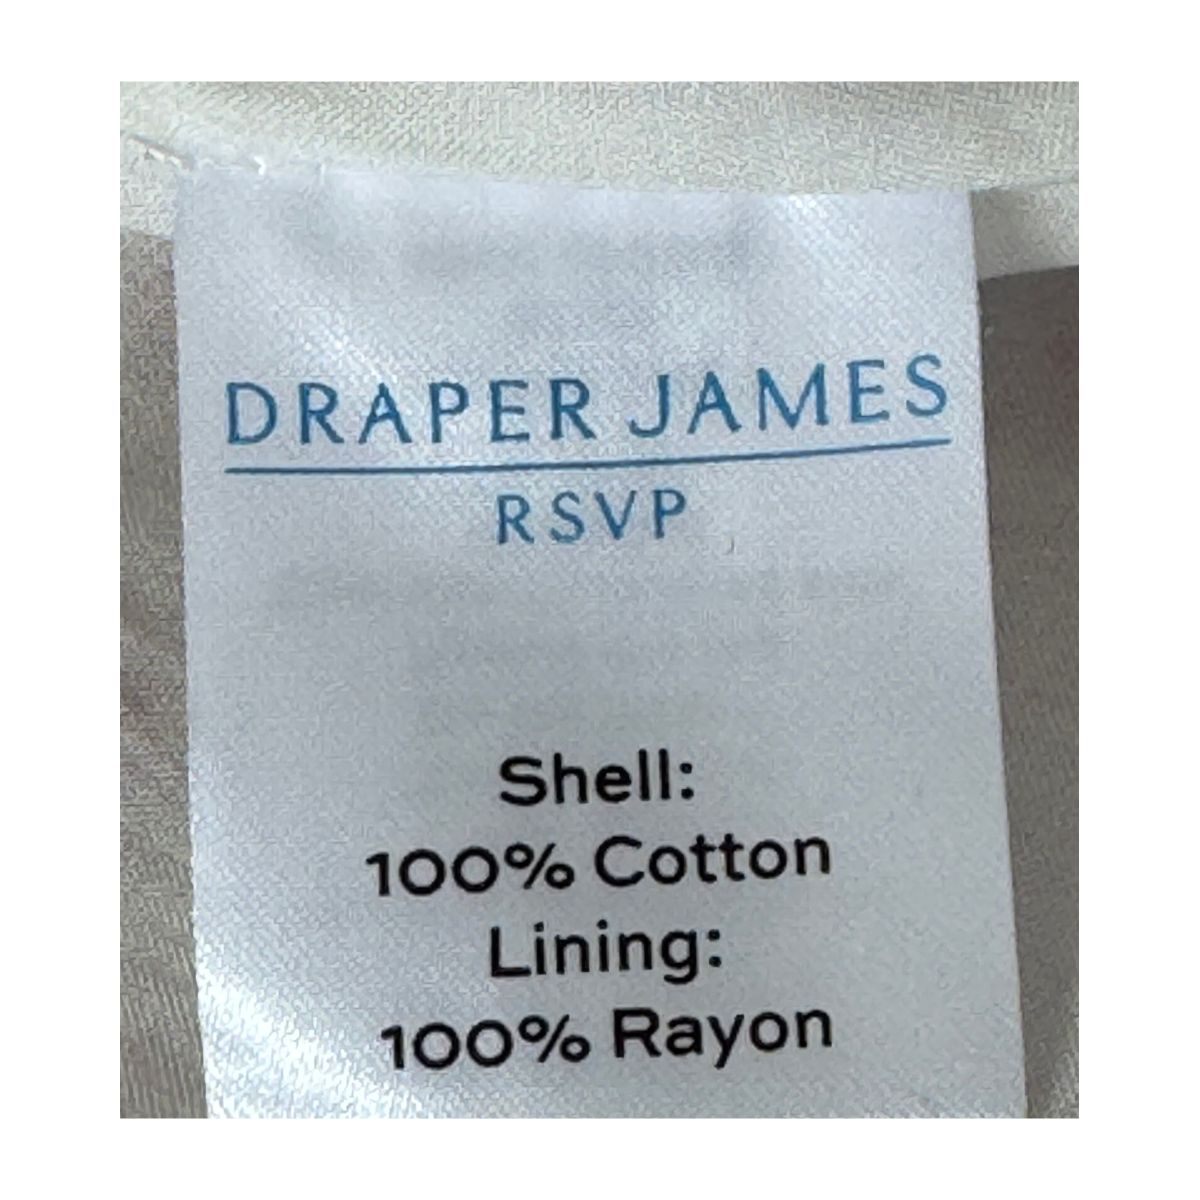 DRAPER JAMES
RSVP
Shell:
100% Cotton
Lining:
100% Rayon